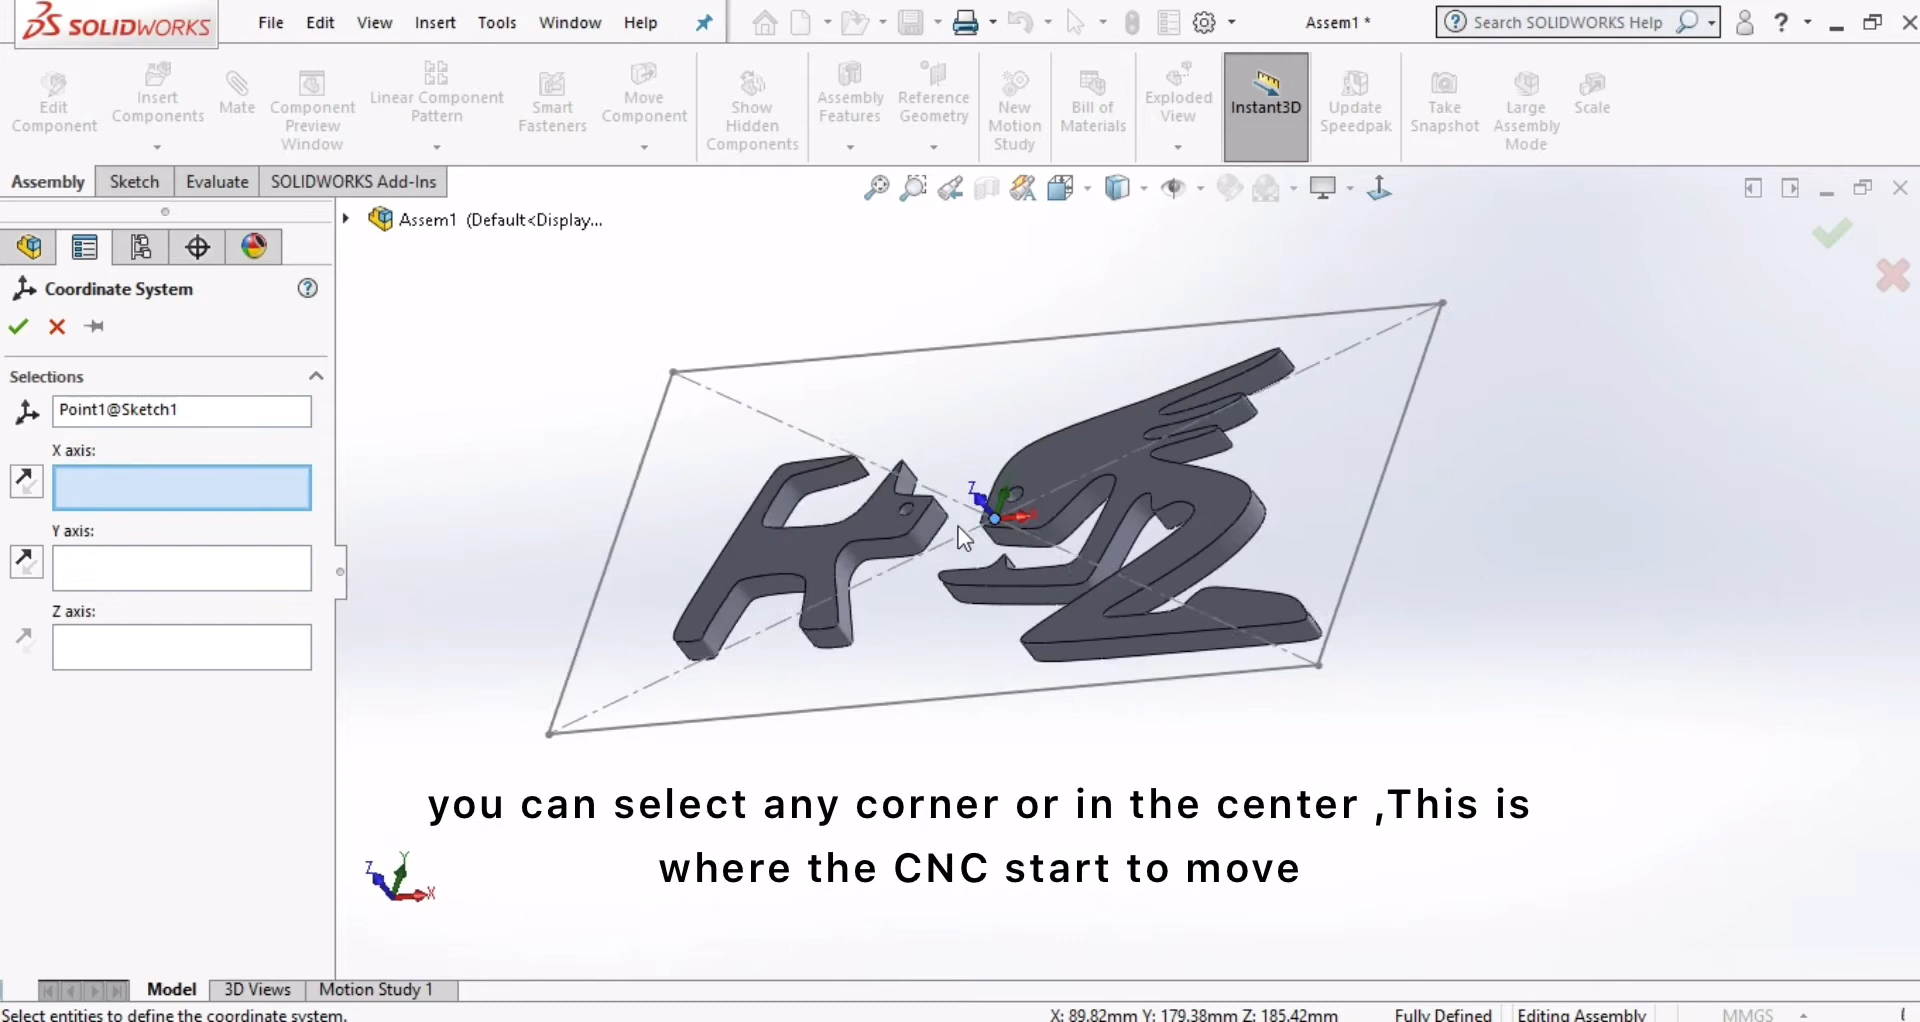 SOLIDWORKS File Edit View Insert Tools Window Help Assem1 * Search SOLIDWORKS Help ?
Edit Component
Insert Components
Mate
Component Preview Window
Linear Component Pattern
Smart Fasteners
Move Component
Show Hidden Components
Assembly Features
Reference Geometry
New Motion Study
Bill of Materials
Exploded View
Instant3D
Update Speedpak
Take Snapshot
Large Assembly Mode
Scale
Assembly Sketch Evaluate SOLIDWORKS Add-Ins
Assem1 (Default<Display...
Coordinate System
Selections
Point1@Sketch1
X axis:
Y axis:
Z axis:
Z
you can select any corner or in the center ,This is
where the CNC start to move
Z Y X
Model 3D Views Motion Study 1
Select entities to define the coordinate system.
X: 89.82mm Y: 179.38mm Z: 185.42mm Fully Defined Editing Assembly MMGS